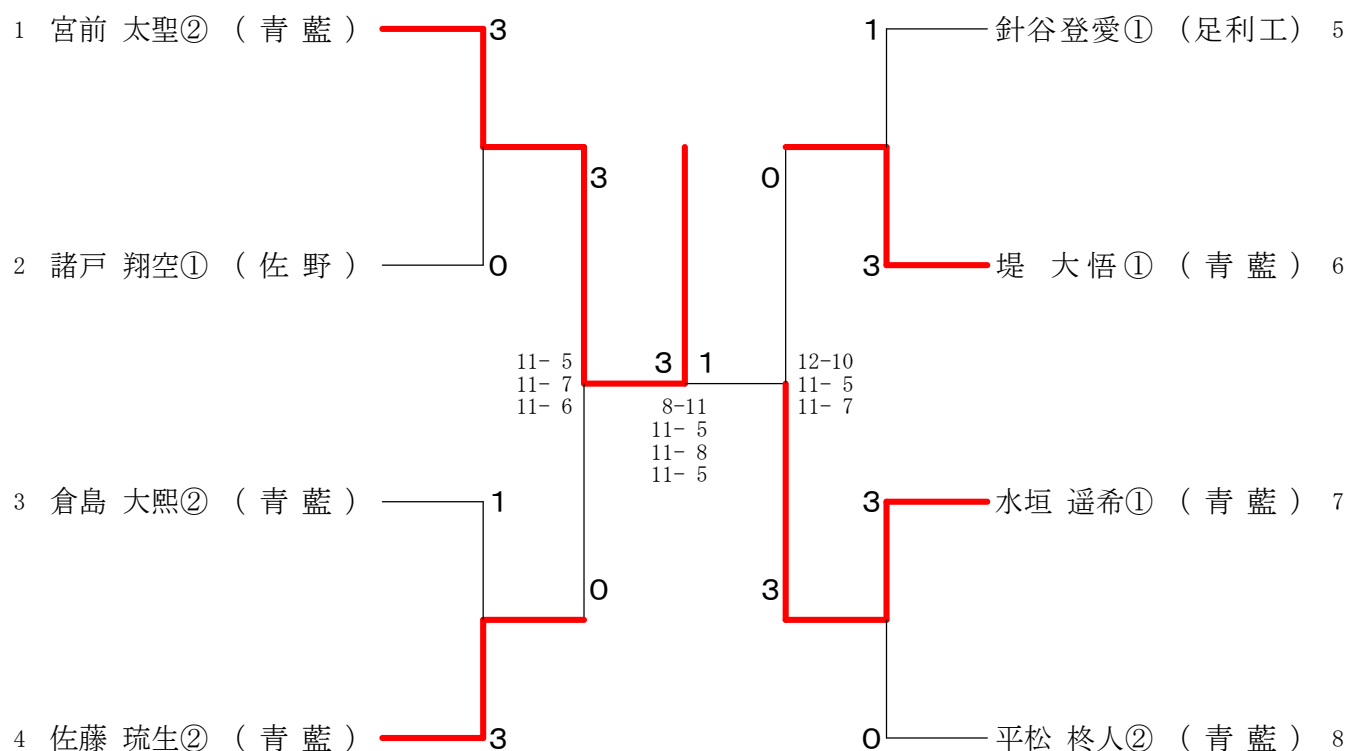 1 宮前 太聖② （ 青 藍 ） 3
1 針谷登愛① （足利工） 5
3
0
2 諸戸 翔空① （ 佐 野 ） 0
3 堤 大悟① （ 青 藍 ） 6
11- 5
11- 7
11- 6
3 1
8-11
11- 5
11- 8
11- 5
12-10
11- 5
11- 7
3 倉島 大熙② （ 青 藍 ） 1
3 水垣 遥希① （ 青 藍 ） 7
0
3
4 佐藤 琉生② （ 青 藍 ） 3
0 平松 柊人② （ 青 藍 ） 8